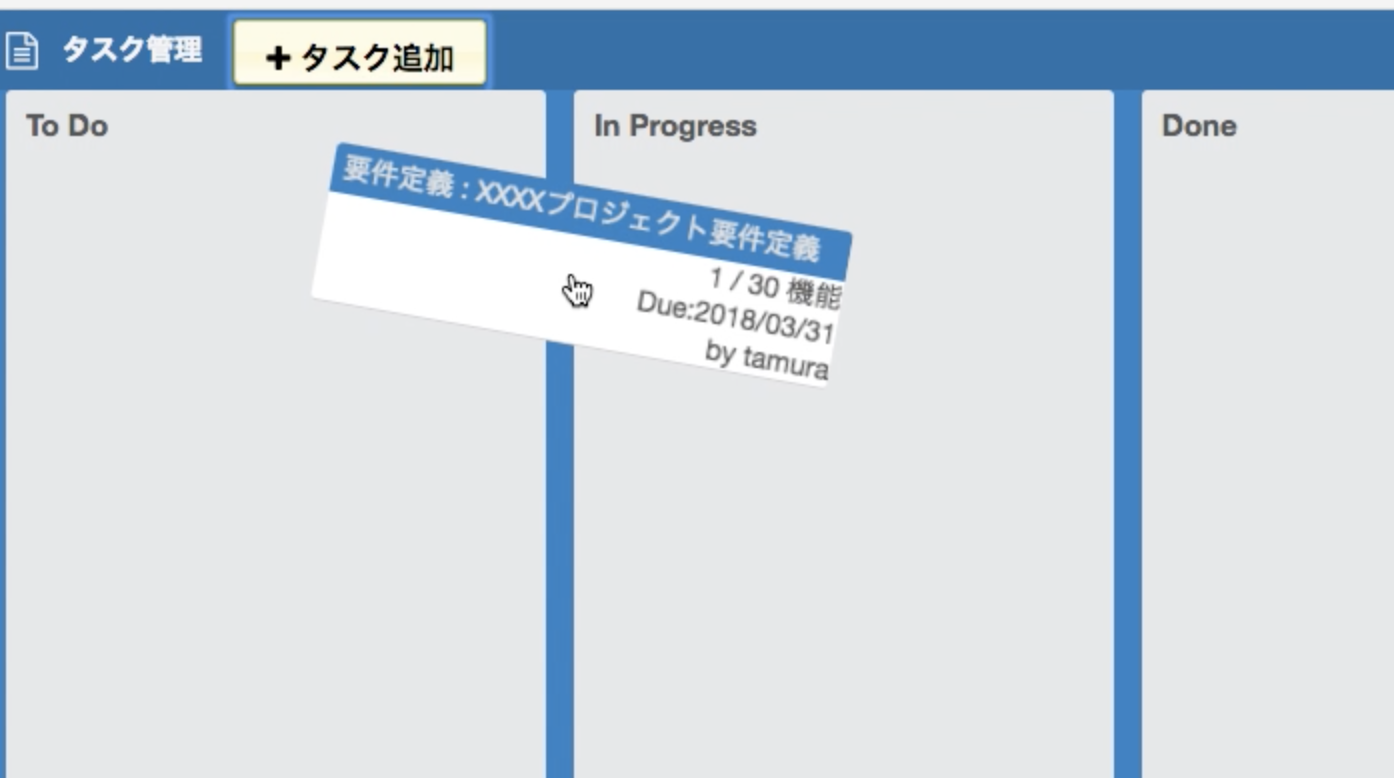 タスク管理
+ タスク追加
To Do
In Progress
Done
要件定義 : XXXXプロジェクト要件定義
1 / 30 機能
Due:2018/03/31
by tamura